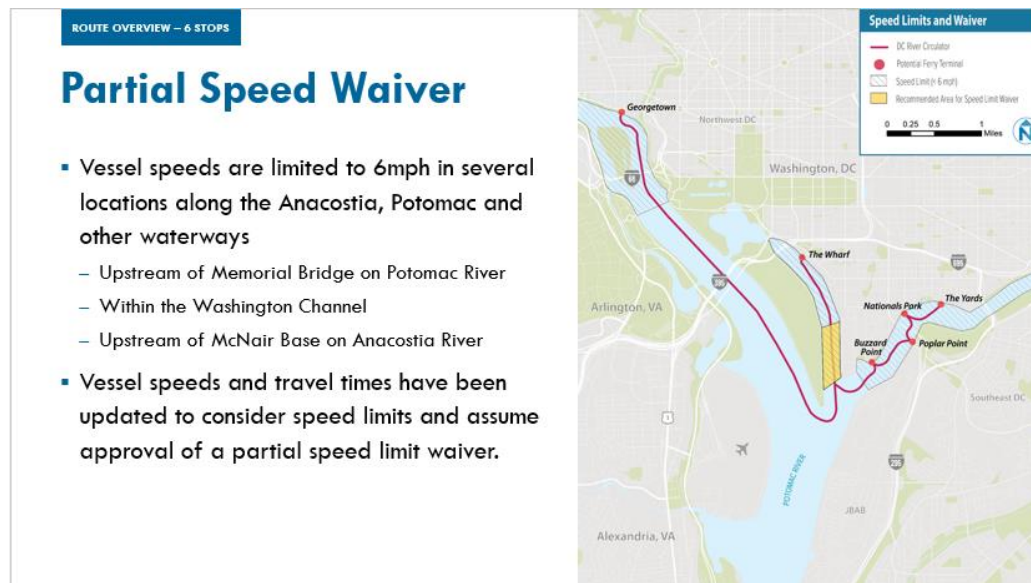 ROUTE OVERVIEW – 6 STOPS
Partial Speed Waiver
▪ Vessel speeds are limited to 6mph in several
locations along the Anacostia, Potomac and
other waterways
– Upstream of Memorial Bridge on Potomac River
– Within the Washington Channel
– Upstream of McNair Base on Anacostia River
▪ Vessel speeds and travel times have been
updated to consider speed limits and assume
approval of a partial speed limit waiver.
Speed Limits and Waiver
DC River Circulator
Potential Ferry Terminal
Speed Limit (< 6 mph)
Recommended Area for Speed Limit Waiver
0 0.25 0.5 1
Miles
N
Georgetown
Northwest DC
Washington, DC
66
The Wharf
395
695
Arlington, VA
The Yards
Nationals Park
Buzzard
Point
Poplar Point
Southeast DC
1
295
POTOMAC RIVER
JBAB
Alexandria, VA